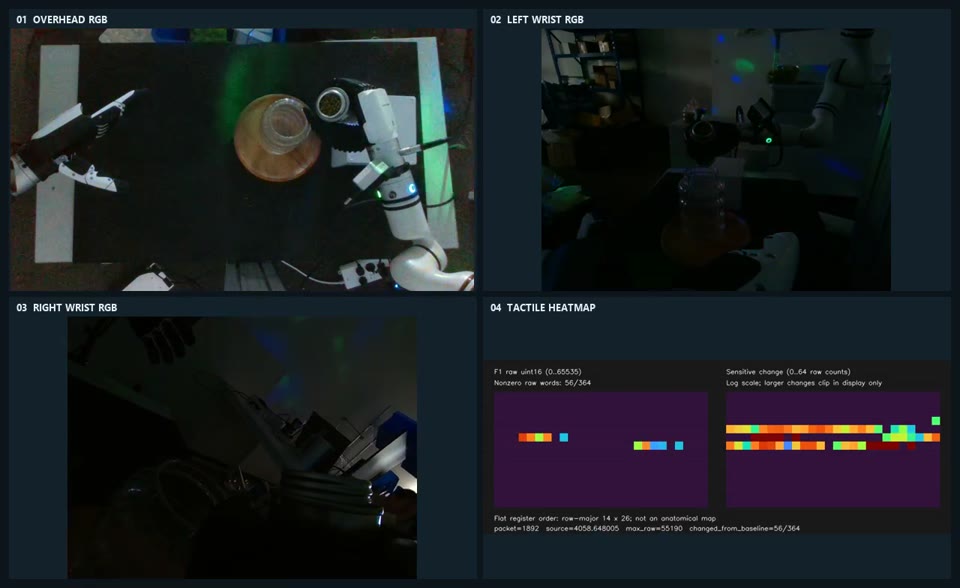 01 OVERHEAD RGB
02 LEFT WRIST RGB
03 RIGHT WRIST RGB
04 TACTILE HEATMAP
F1 raw uint16 (0..65535)
Nonzero raw words: 56/364
Sensitive change (0..64 raw counts)
Log scale; larger changes clip in display only
Flat register order: row-major 14 x 26; not an anatomical map
packet=1892 source=4058.648005 max_raw=55190 changed_from_baseline=56/364